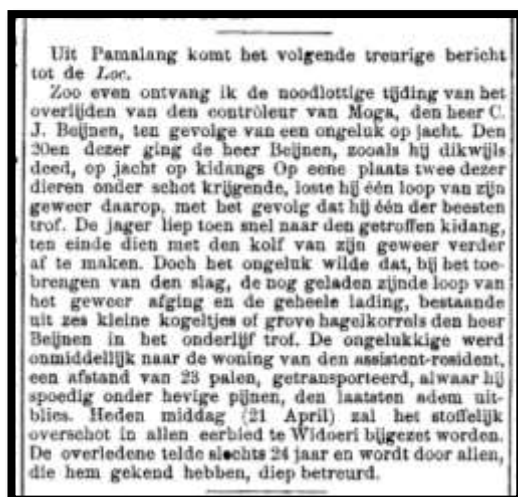 Uit Pamalang komt het volgende treurige bericht
tot de Loc.
Zoo even ontvang ik de noodlottige tijding van het
overlijden van den contrôleur van Moga, den heer C.
J. Beijnen, ten gevolge van een ongeluk op jacht. Den
20en dezer ging de heer Beijnen, zooals hij dikwijls
deed, op jacht op kidangs Op eene plaats twee dezer
dieren onder schot krijgende, loste hij één loop van zijn
geweer daarop, met het gevolg dat hij één der beesten
trof. De jager liep toen snel naar den getroffen kidang,
ten einde dien met den kolf van zijn geweer verder
af te maken. Doch het ongeluk wilde dat, bij het toe-
brengen van den slag, de nog geladen zijnde loop van
het geweer afging en de geheele lading, bestaande
uit zes kleine kogeltjes of grove hagelkorrels den heer
Beijnen in het onderlijf trof. De ongelukkige werd
onmiddellijk naar de woning van den assistent-resident,
een afstand van 23 palen, getransporteerd, alwaar hij
spoedig onder hevige pijnen, den laatsten adem uit-
blies. Heden middag (21 April) zal het stoffelijk
overschot in allen eerbied te Widoeri bijgezet worden.
De overledene telde slechts 24 jaar en wordt door allen,
die hem gekend hebben, diep betreurd.